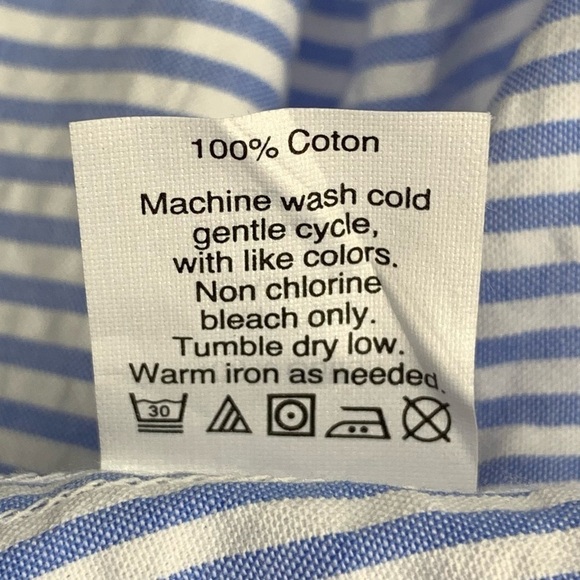 100% Coton
Machine wash cold
gentle cycle,
with like colors.
Non chlorine
bleach only.
Tumble dry low.
Warm iron as needed.
30